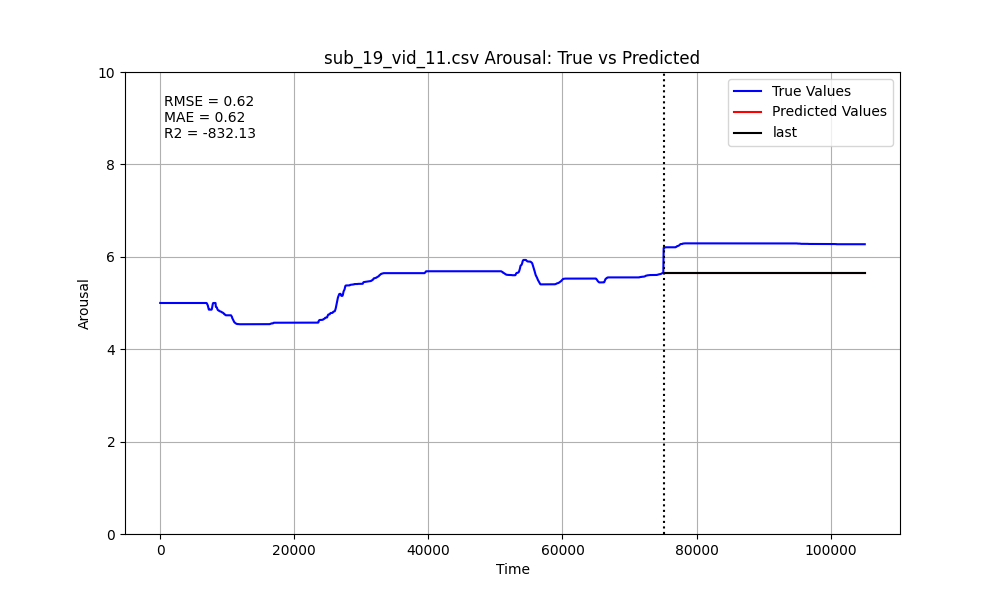 sub_19_vid_11.csv Arousal: True vs Predicted
RMSE = 0.62
MAE = 0.62
R2 = -832.13
True Values
Predicted Values
last
10
8
6
4
2
0
Arousal
0
20000
40000
60000
80000
100000
Time